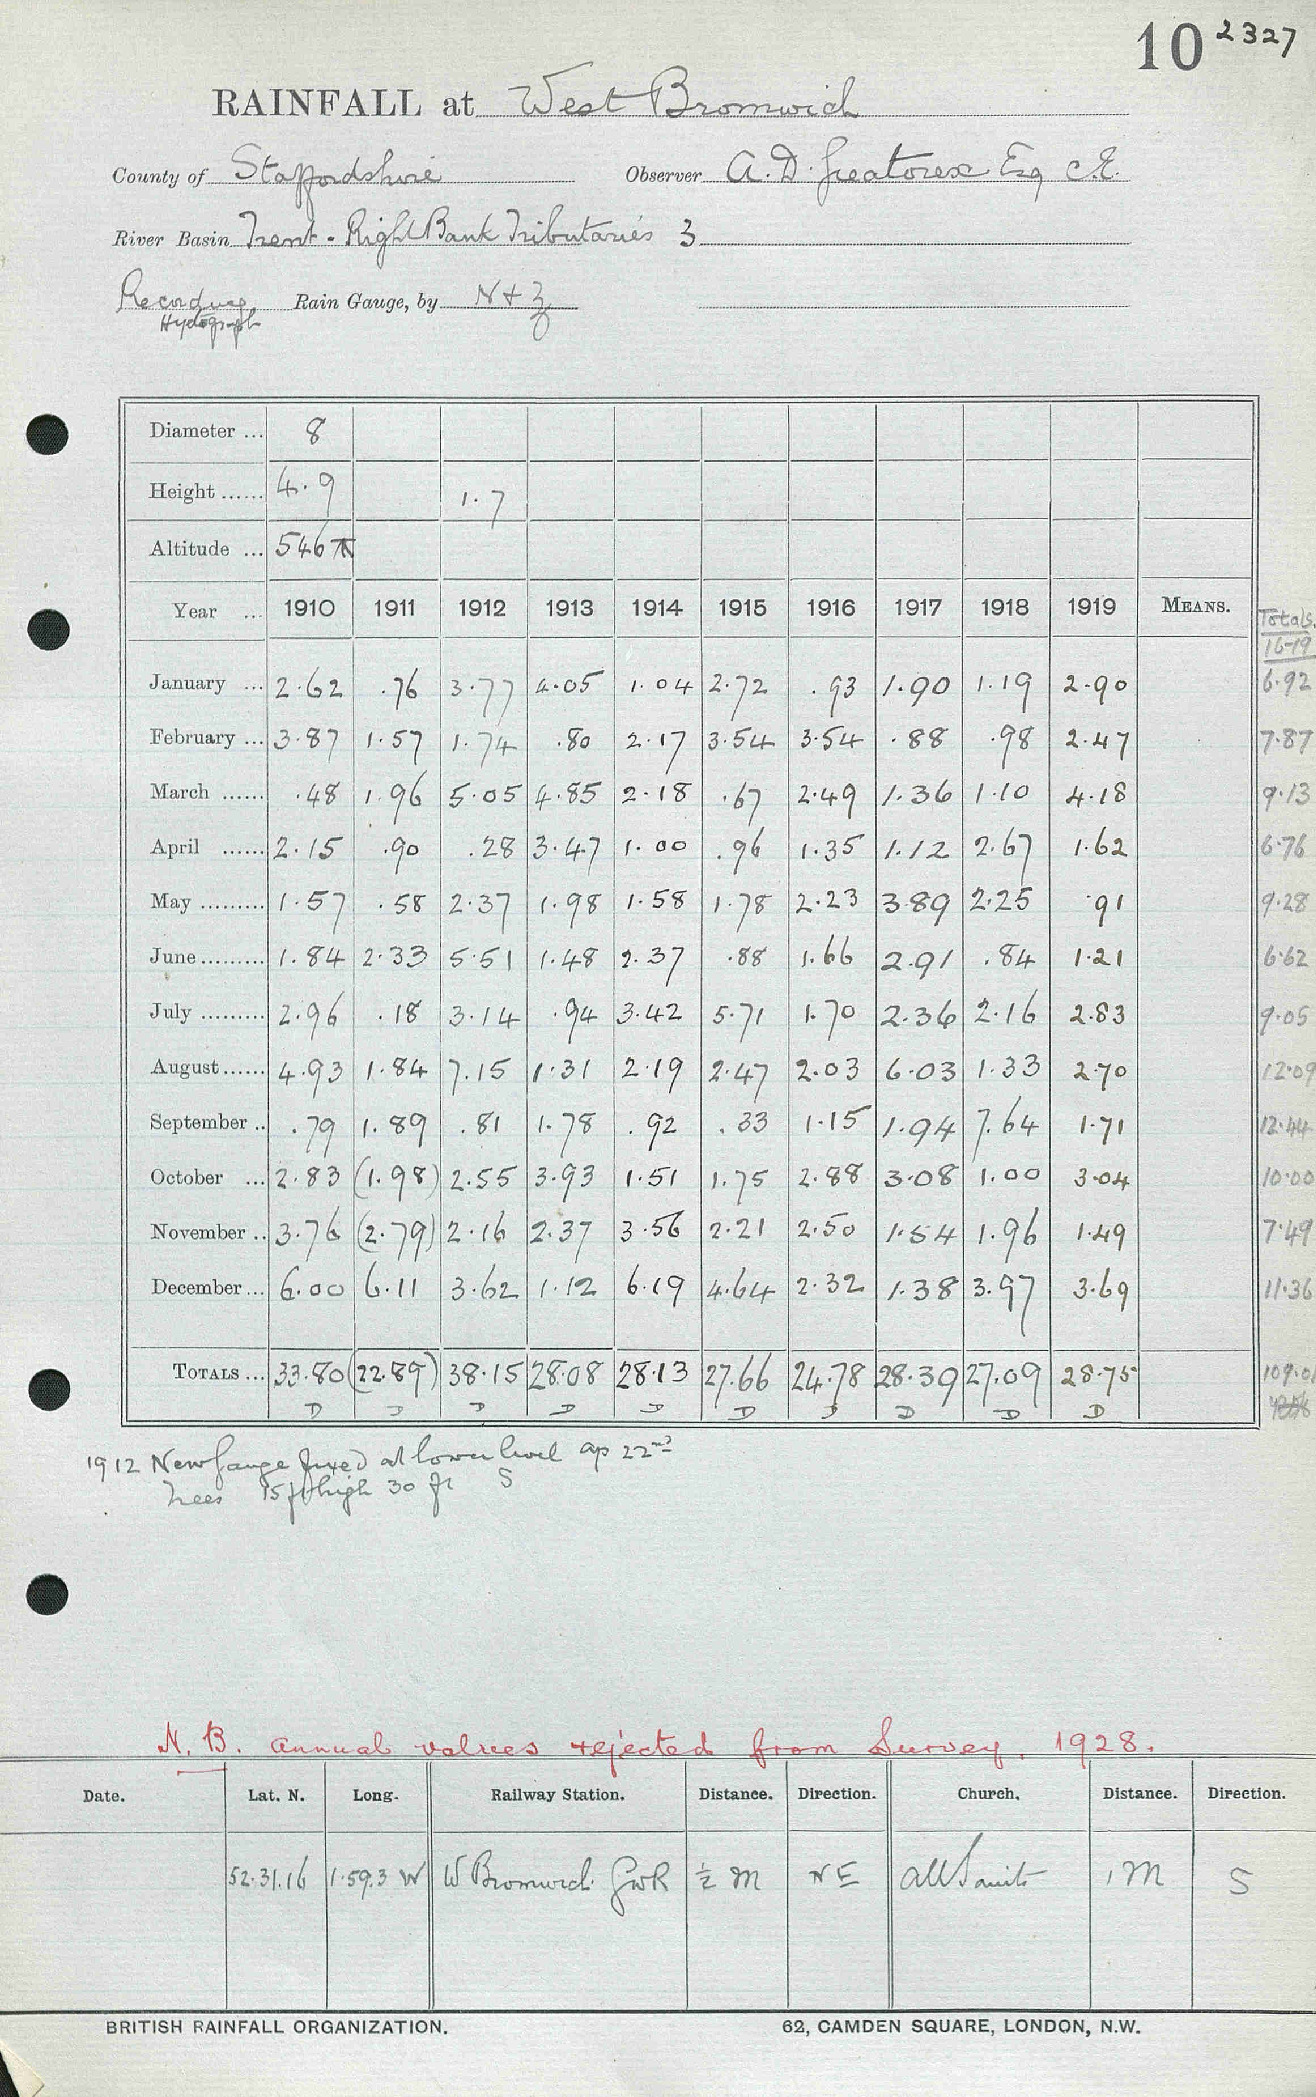 10 2327
RAINFALL at West Bromwich
County of Staffordshire Observer A. D. Greatorex Esq C.E.
River Basin Trent - Right Bank Tributaries 3
Recording Rain Gauge, by N + Z
Hyetograph
Diameter ... 8
Height ...... 4.9 1.7
Altitude ... 546
Year ... 1910 1911 1912 1913 1914 1915 1916 1917 1918 1919 MEANS. Totals
16-19
January ... 2.62 .76 3.77 4.05 1.04 2.72 .93 1.90 1.19 2.90 6.92
February ... 3.87 1.57 1.74 .80 2.17 3.54 3.54 .88 .98 2.47 7.87
March ...... .48 1.96 5.05 4.85 2.18 .67 2.49 1.36 1.10 4.18 9.13
April ...... 2.15 .90 .28 3.47 1.00 .96 1.35 1.12 2.67 1.62 6.76
May ......... 1.57 .58 2.37 1.98 1.58 1.78 2.23 3.89 2.25 .91 9.28
June ......... 1.84 2.33 5.51 1.48 2.37 .88 1.66 2.91 .84 1.21 6.62
July ......... 2.96 .18 3.14 .94 3.42 5.71 1.70 2.36 2.16 2.83 9.05
August ...... 4.93 1.84 7.15 1.31 2.19 2.47 2.03 6.03 1.33 2.70 12.09
September .. .79 1.89 .81 1.78 .92 .33 1.15 1.94 7.64 1.71 12.44
October ... 2.83 (1.98) 2.55 3.93 1.51 1.75 2.88 3.08 1.00 3.04 10.00
November .. 3.76 (2.79) 2.16 2.37 3.56 2.21 2.50 1.54 1.96 1.49 7.49
December ... 6.00 6.11 3.62 1.12 6.19 4.64 2.32 1.38 3.97 3.69 11.36
TOTALS ... 33.80 (22.89) 38.15 28.08 28.13 27.66 24.78 28.39 27.09 28.75 109.01
D D D D D D D D D D
1912 New Gauge fixed at lower level ap 22nd
Trees 15 ft high 30 ft S
N.B. Annual values rejected from Survey. 1928.
Date. Lat. N. Long. Railway Station. Distance. Direction. Church. Distance. Direction.
52.31.16 1.59.3 W W Bromwich GWR ½ M NE All Saints 1 M S
BRITISH RAINFALL ORGANIZATION. 62, CAMDEN SQUARE, LONDON, N.W.